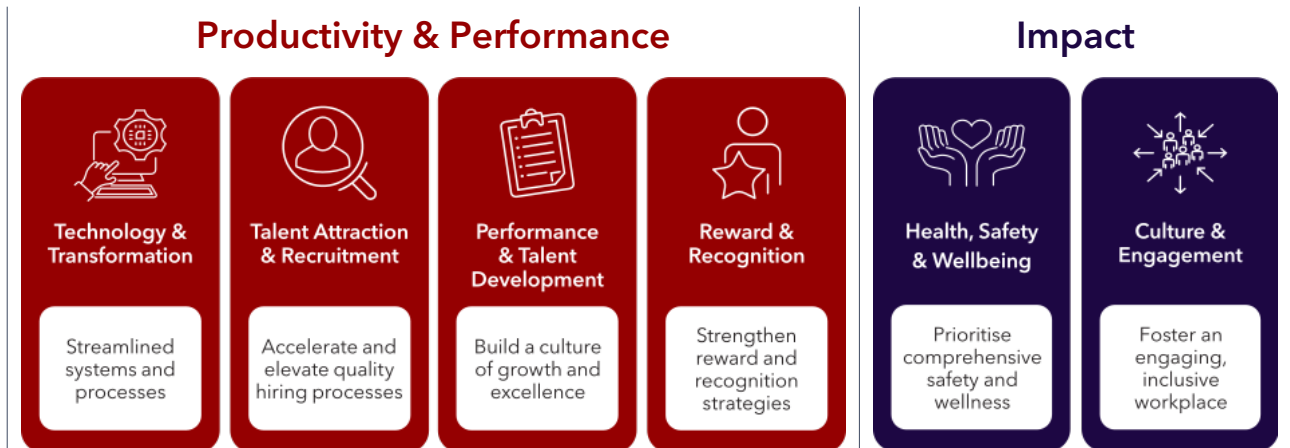 Productivity & Performance
Impact
Technology &
Transformation
Streamlined
systems and
processes
Talent Attraction
& Recruitment
Accelerate and
elevate quality
hiring processes
Performance
& Talent
Development
Build a culture
of growth and
excellence
Reward &
Recognition
Strengthen
reward and
recognition
strategies
Health, Safety
& Wellbeing
Prioritise
comprehensive
safety and
wellness
Culture &
Engagement
Foster an
engaging,
inclusive
workplace